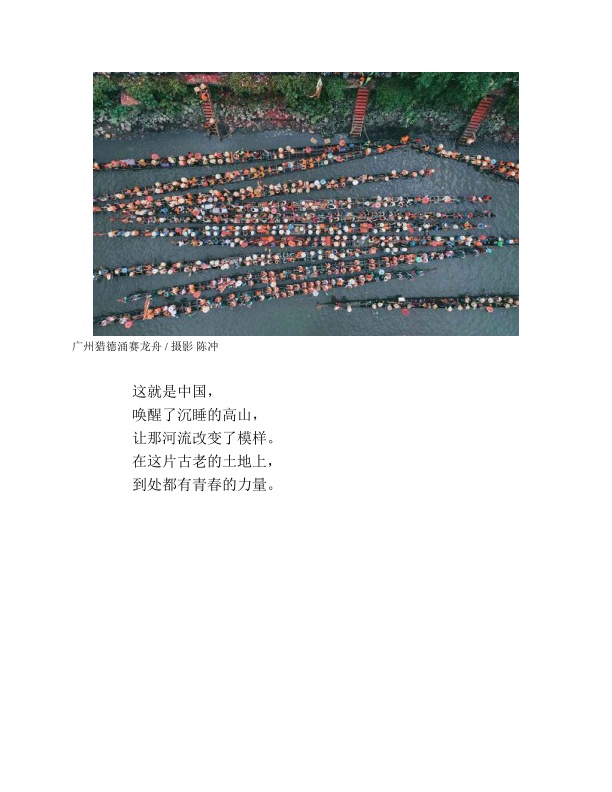 广州猎德涌赛龙舟 / 摄影 陈冲
这就是中国，
唤醒了沉睡的高山，
让那河流改变了模样。
在这片古老的土地上，
到处都有青春的力量。